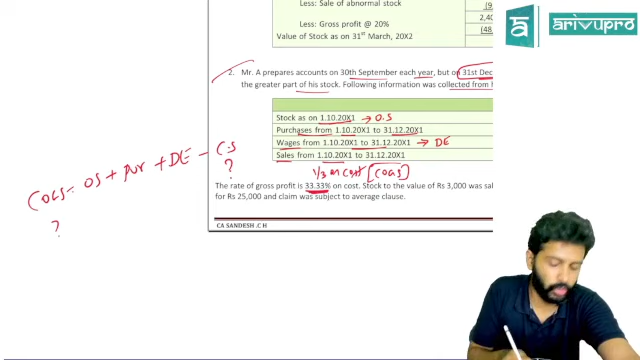 Less: Sale of abnormal stock
2,40
Less: Gross profit @ 20%
(48,
Value of Stock as on 31st March, 20X2
arivupro
2. Mr. A prepares accounts on 30th September each year, but on 31st Dec
the greater part of his stock. Following information was collected from h
Stock as on 1.10.20X1 → O.S
Purchases from 1.10.20X1 to 31.12.20X1
Wages from 1.10.20X1 to 31.12.20X1 → DE
Sales from 1.10.20X1 to 31.12.20X1
COGS = OS + Pur + DE - CS
?
?
1/3 on cost [COGS]
The rate of gross profit is 33.33% on cost. Stock to the value of Rs 3,000 was sal
for Rs 25,000 and claim was subject to average clause.
CA SANDESH .C H